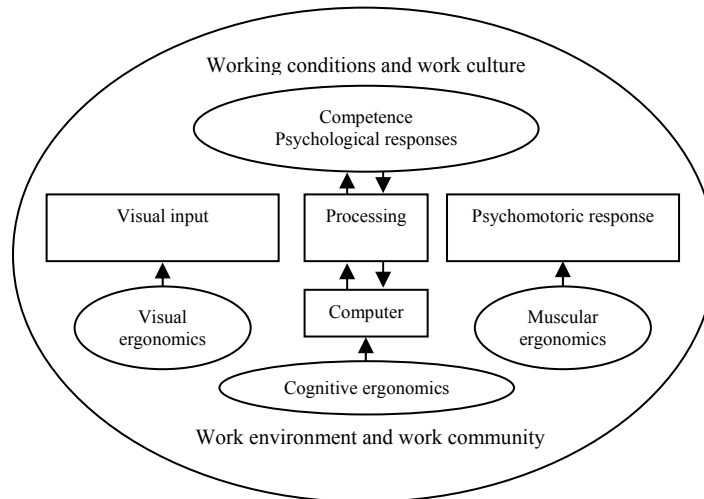 Working conditions and work culture
Competence
Psychological responses
Visual input
Processing
Psychomotoric response
Visual
ergonomics
Computer
Muscular
ergonomics
Cognitive ergonomics
Work environment and work community